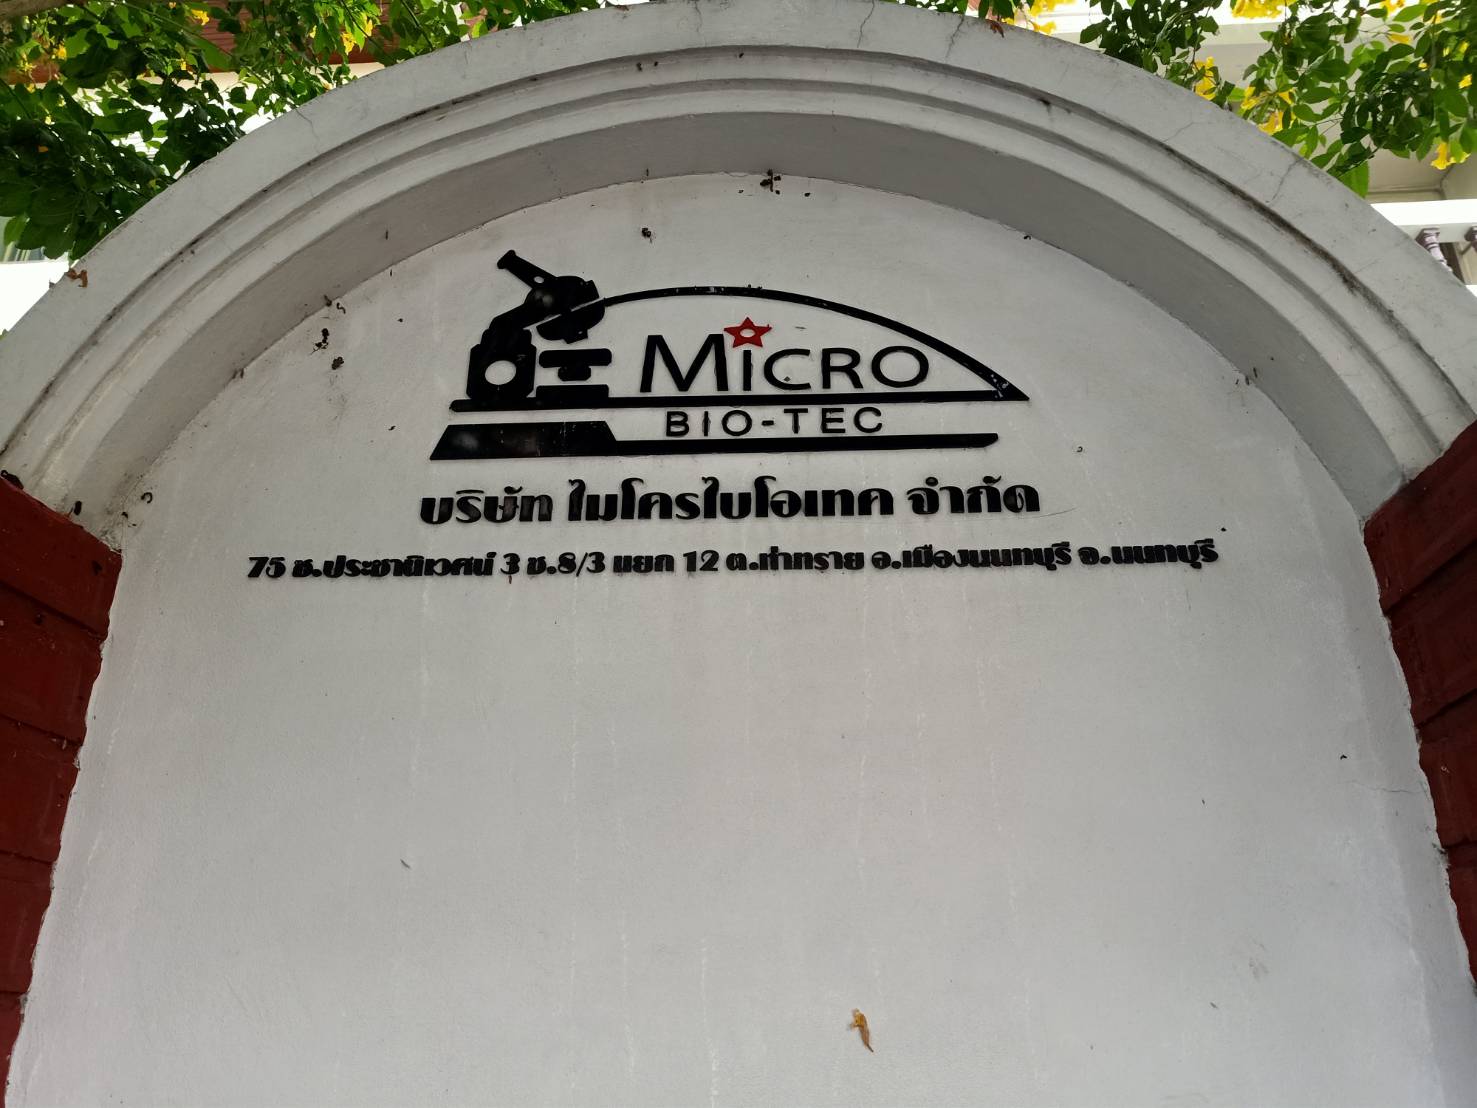 MiCRO
BIO-TEC
บริษัท ไมโครไบโอเทค จำกัด
75 ซ.ประชานิเวศน์ 3 ซ.8/3 แยก 12 ต.ท่าทราย อ.เมืองนนทบุรี จ.นนทบุรี